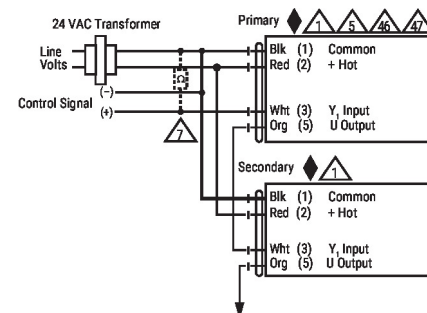 24 VAC Transformer
Primary 1 5 46 47
Line Volts
Blk (1) Common
Red (2) + Hot
Control Signal (–)
(+)
Ω
7
Wht (3) Y1 Input
Org (5) U Output
Secondary 1
Blk (1) Common
Red (2) + Hot
Wht (3) Y1 Input
Org (5) U Output